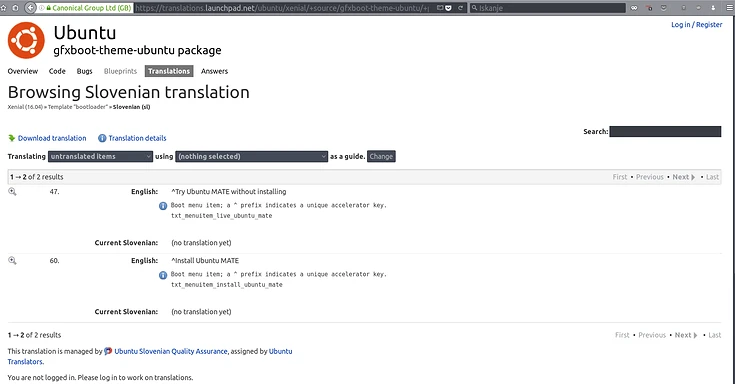 Canonical Group Ltd (GB) https://translations.launchpad.net/ubuntu/xenial/+source/gfxboot-theme-ubuntu/+ Iskanje
Log in / Register
Ubuntu
gfxboot-theme-ubuntu package
Overview Code Bugs Blueprints Translations Answers
Browsing Slovenian translation
Xenial (16.04) » Template "bootloader" » Slovenian (sl)
Search:
Download translation Translation details
Translating untranslated items using (nothing selected) as a guide. Change
1 → 2 of 2 results First • Previous • Next • Last
47. English: ^Try Ubuntu MATE without installing
Boot menu item; a ^ prefix indicates a unique accelerator key.
txt_menuitem_live_ubuntu_mate
Current Slovenian: (no translation yet)
60. English: ^Install Ubuntu MATE
Boot menu item; a ^ prefix indicates a unique accelerator key.
txt_menuitem_install_ubuntu_mate
Current Slovenian: (no translation yet)
1 → 2 of 2 results First • Previous • Next • Last
This translation is managed by Ubuntu Slovenian Quality Assurance, assigned by Ubuntu
Translators.
You are not logged in. Please log in to work on translations.